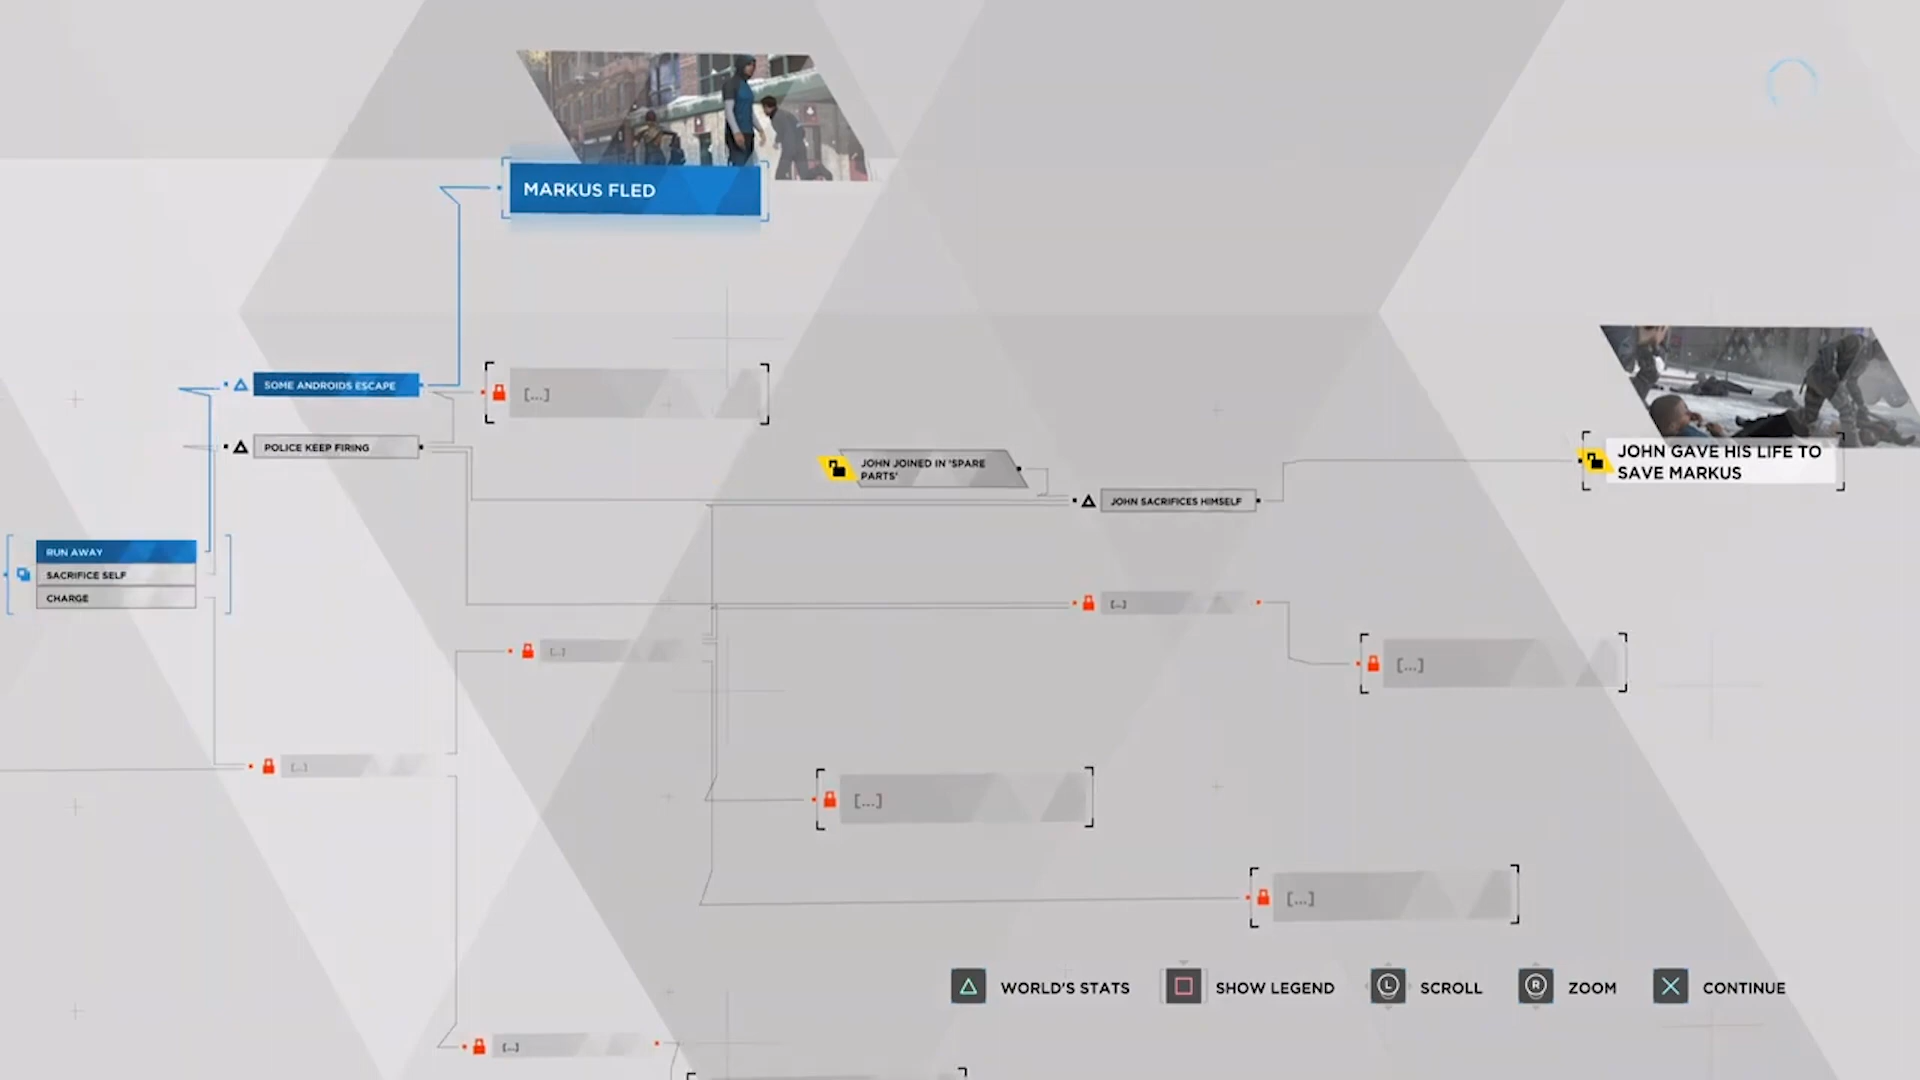 MARKUS FLED
SOME ANDROIDS ESCAPE
[...]
POLICE KEEP FIRING
JOHN JOINED IN 'SPARE
PARTS'
JOHN GAVE HIS LIFE TO
SAVE MARKUS
JOHN SACRIFICES HIMSELF
RUN AWAY
SACRIFICE SELF
CHARGE
[...]
[...]
[...]
[...]
[...]
[...]
WORLD'S STATS
SHOW LEGEND
L
SCROLL
R
ZOOM
CONTINUE
[...]